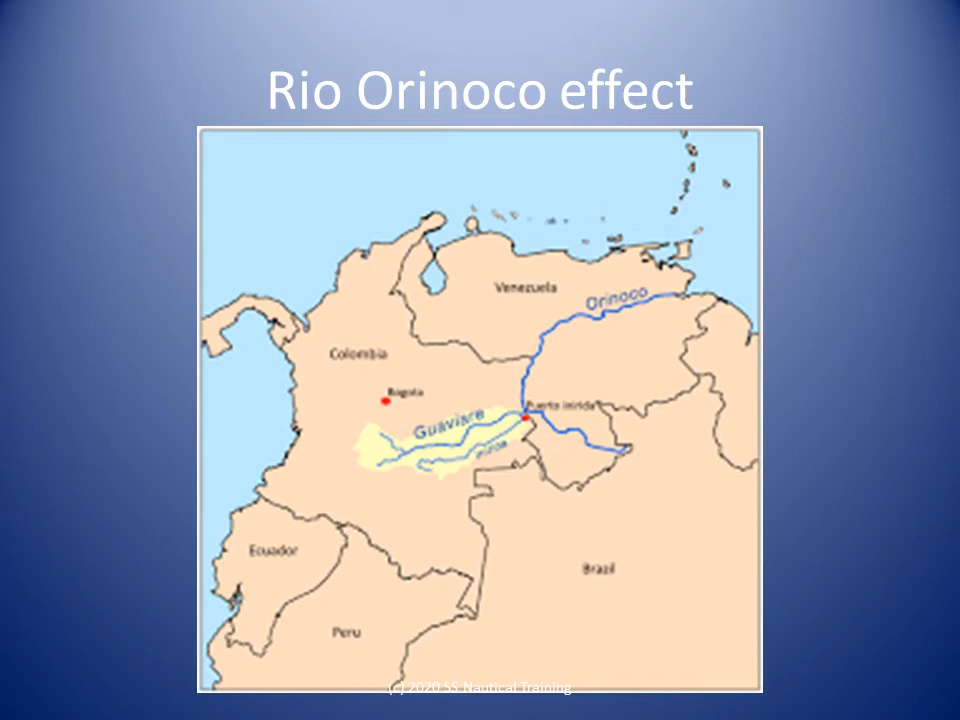 Rio Orinoco effect
Venezuela
Orinoco
Colombia
Bogota
Puerto Inirida
Guaviare
Ecuador
Brazil
Peru
(c) 2020 SS Nautical Training